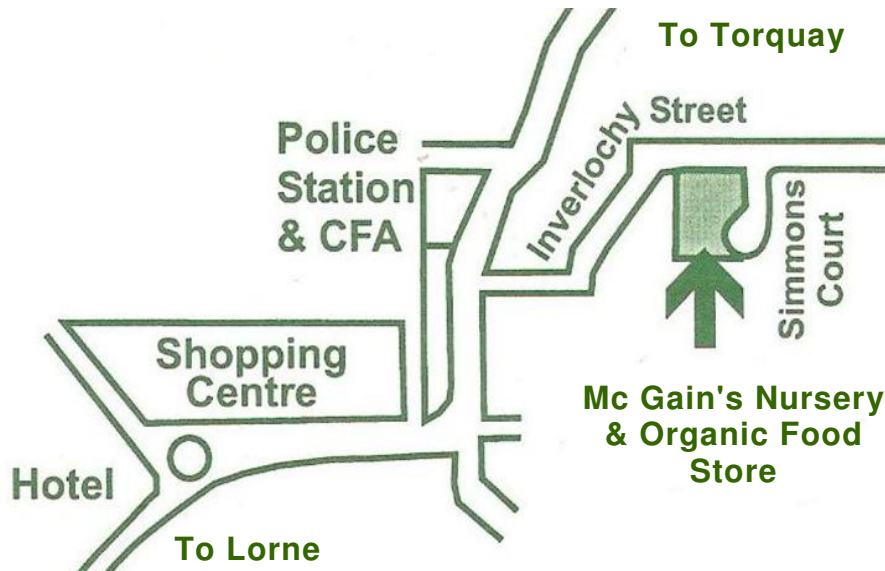 To Torquay
Inverlochy Street
Police
Station
& CFA
Simmons
Court
Shopping
Centre
Mc Gain's Nursery
& Organic Food
Store
Hotel
To Lorne